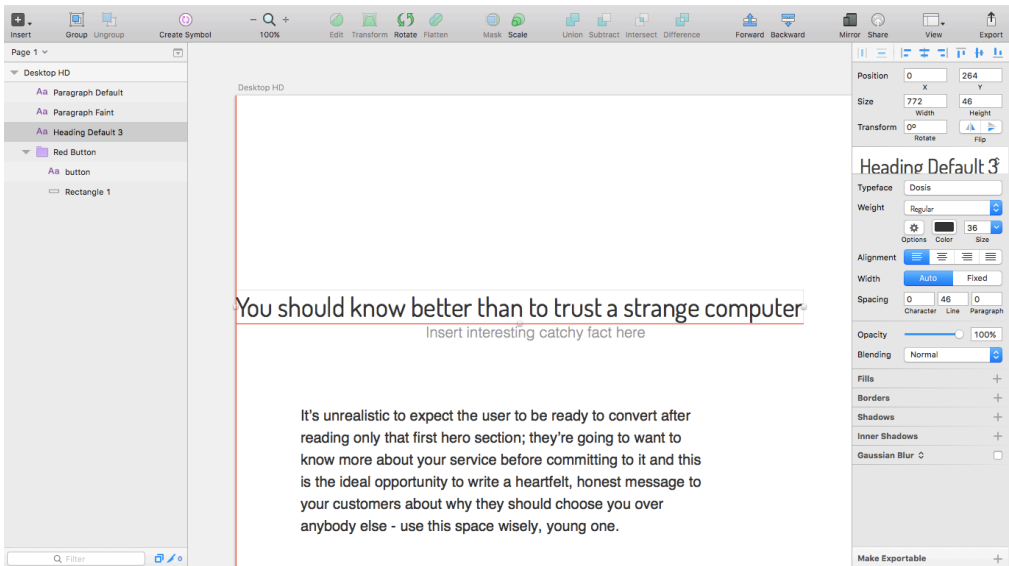 Insert
Group Ungroup
Create Symbol
100%
Edit Transform Rotate Flatten
Mask Scale
Union Subtract Intersect Difference
Forward Backward
Mirror Share
View
Export
Page 1
Desktop HD
Aa Paragraph Default
Aa Paragraph Faint
Aa Heading Default 3
Red Button
Aa button
Rectangle 1
Filter
0
Desktop HD
You should know better than to trust a strange computer
Insert interesting catchy fact here
It's unrealistic to expect the user to be ready to convert after
reading only that first hero section; they're going to want to
know more about your service before committing to it and this
is the ideal opportunity to write a heartfelt, honest message to
your customers about why they should choose you over
anybody else - use this space wisely, young one.
Position 0 264
X Y
Size 772 46
Width Height
Transform 0º
Rotate Flip
Heading Default 3
Typeface Dosis
Weight Regular
36
Options Color Size
Alignment
Width Auto Fixed
Spacing 0 46 0
Character Line Paragraph
Opacity 100%
Blending Normal
Fills
Borders
Shadows
Inner Shadows
Gaussian Blur
Make Exportable